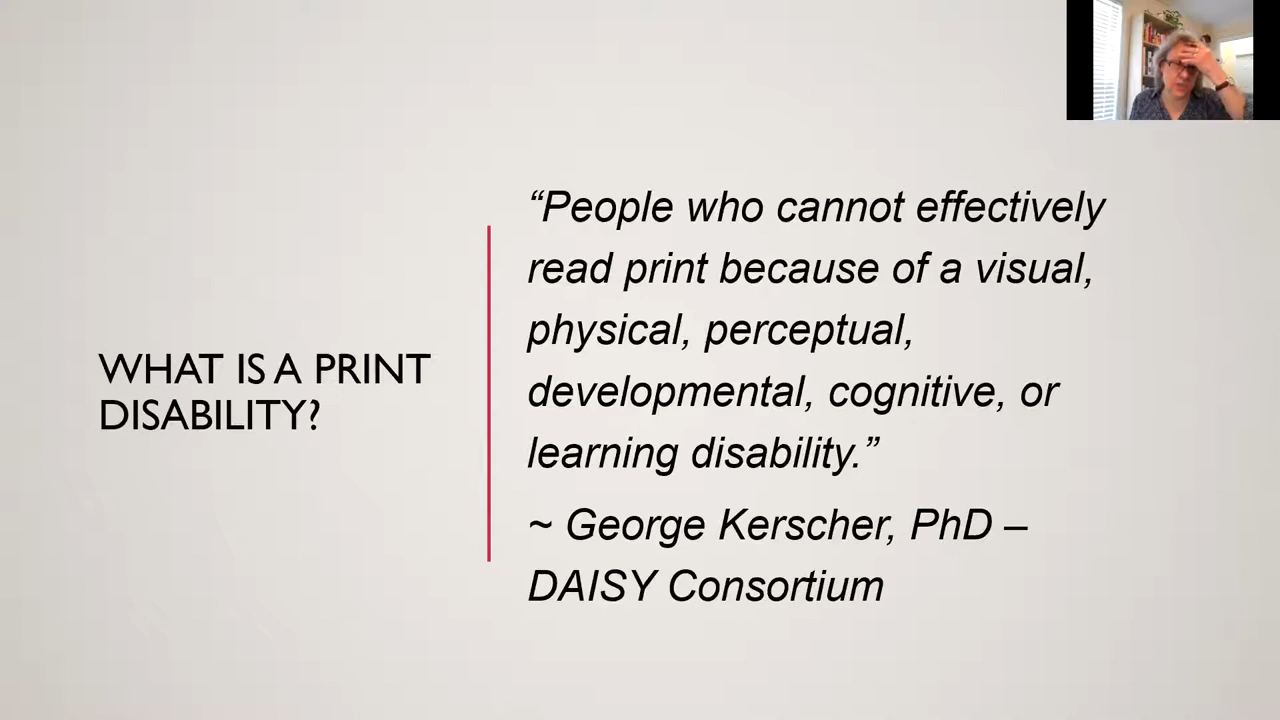 WHAT IS A PRINT
DISABILITY?
“People who cannot effectively
read print because of a visual,
physical, perceptual,
developmental, cognitive, or
learning disability.”
~ George Kerscher, PhD –
DAISY Consortium